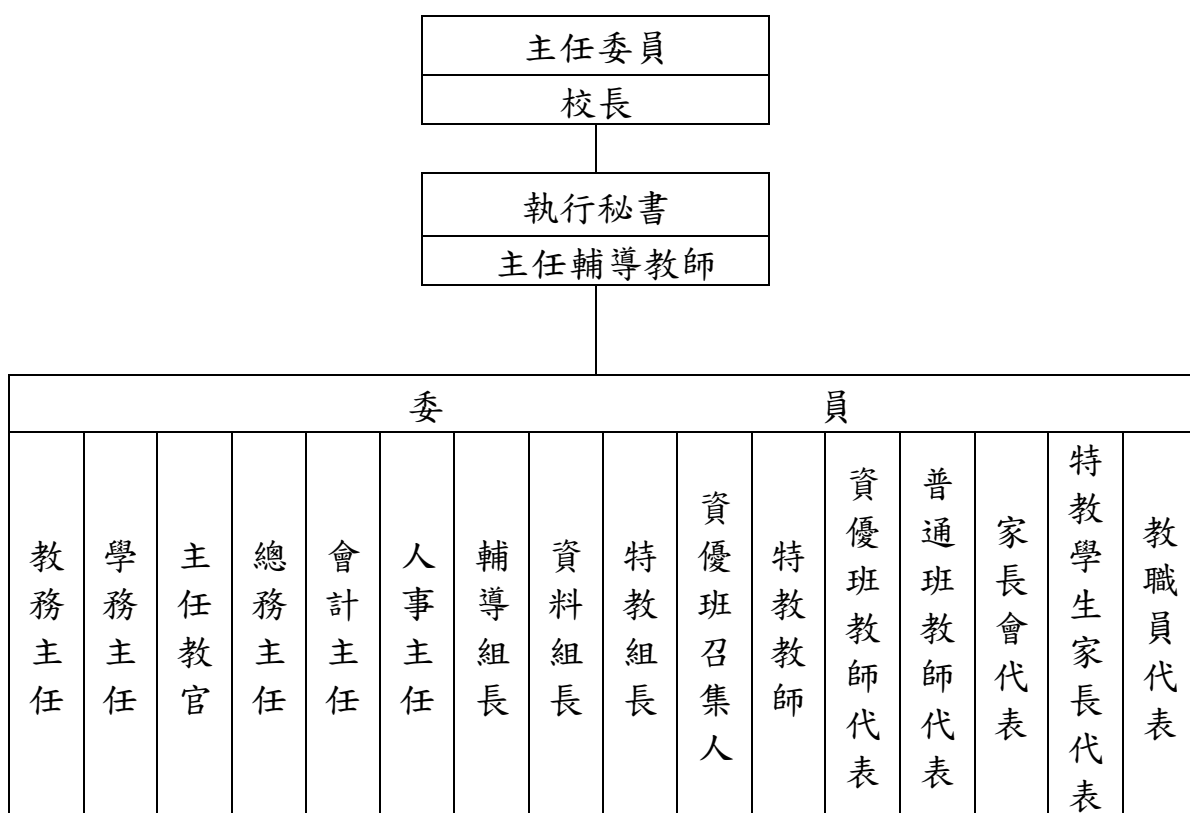 主任委員
校長
執行秘書
主任輔導教師
委員
教務主任
學務主任
主任教官
總務主任
會計主任
人事主任
輔導組長
資料組長
特教組長
資優班召集人
特教教師
資優班教師代表
普通班教師代表
家長會代表
特教學生家長代表
教職員代表